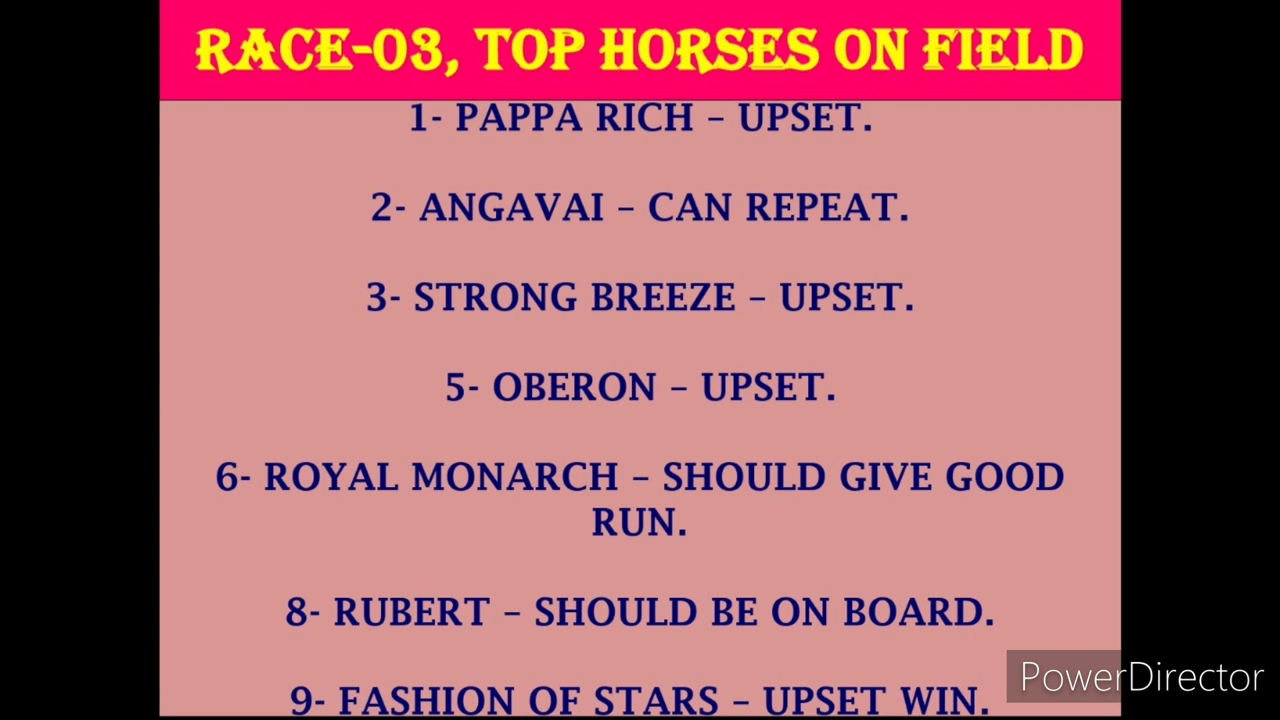 RACE-03, TOP HORSES ON FIELD
1- PAPPA RICH – UPSET.
2- ANGAVAI – CAN REPEAT.
3- STRONG BREEZE – UPSET.
5- OBERON – UPSET.
6- ROYAL MONARCH – SHOULD GIVE GOOD
RUN.
8- RUBERT – SHOULD BE ON BOARD.
9- FASHION OF STARS – UPSET WIN.
PowerDirector